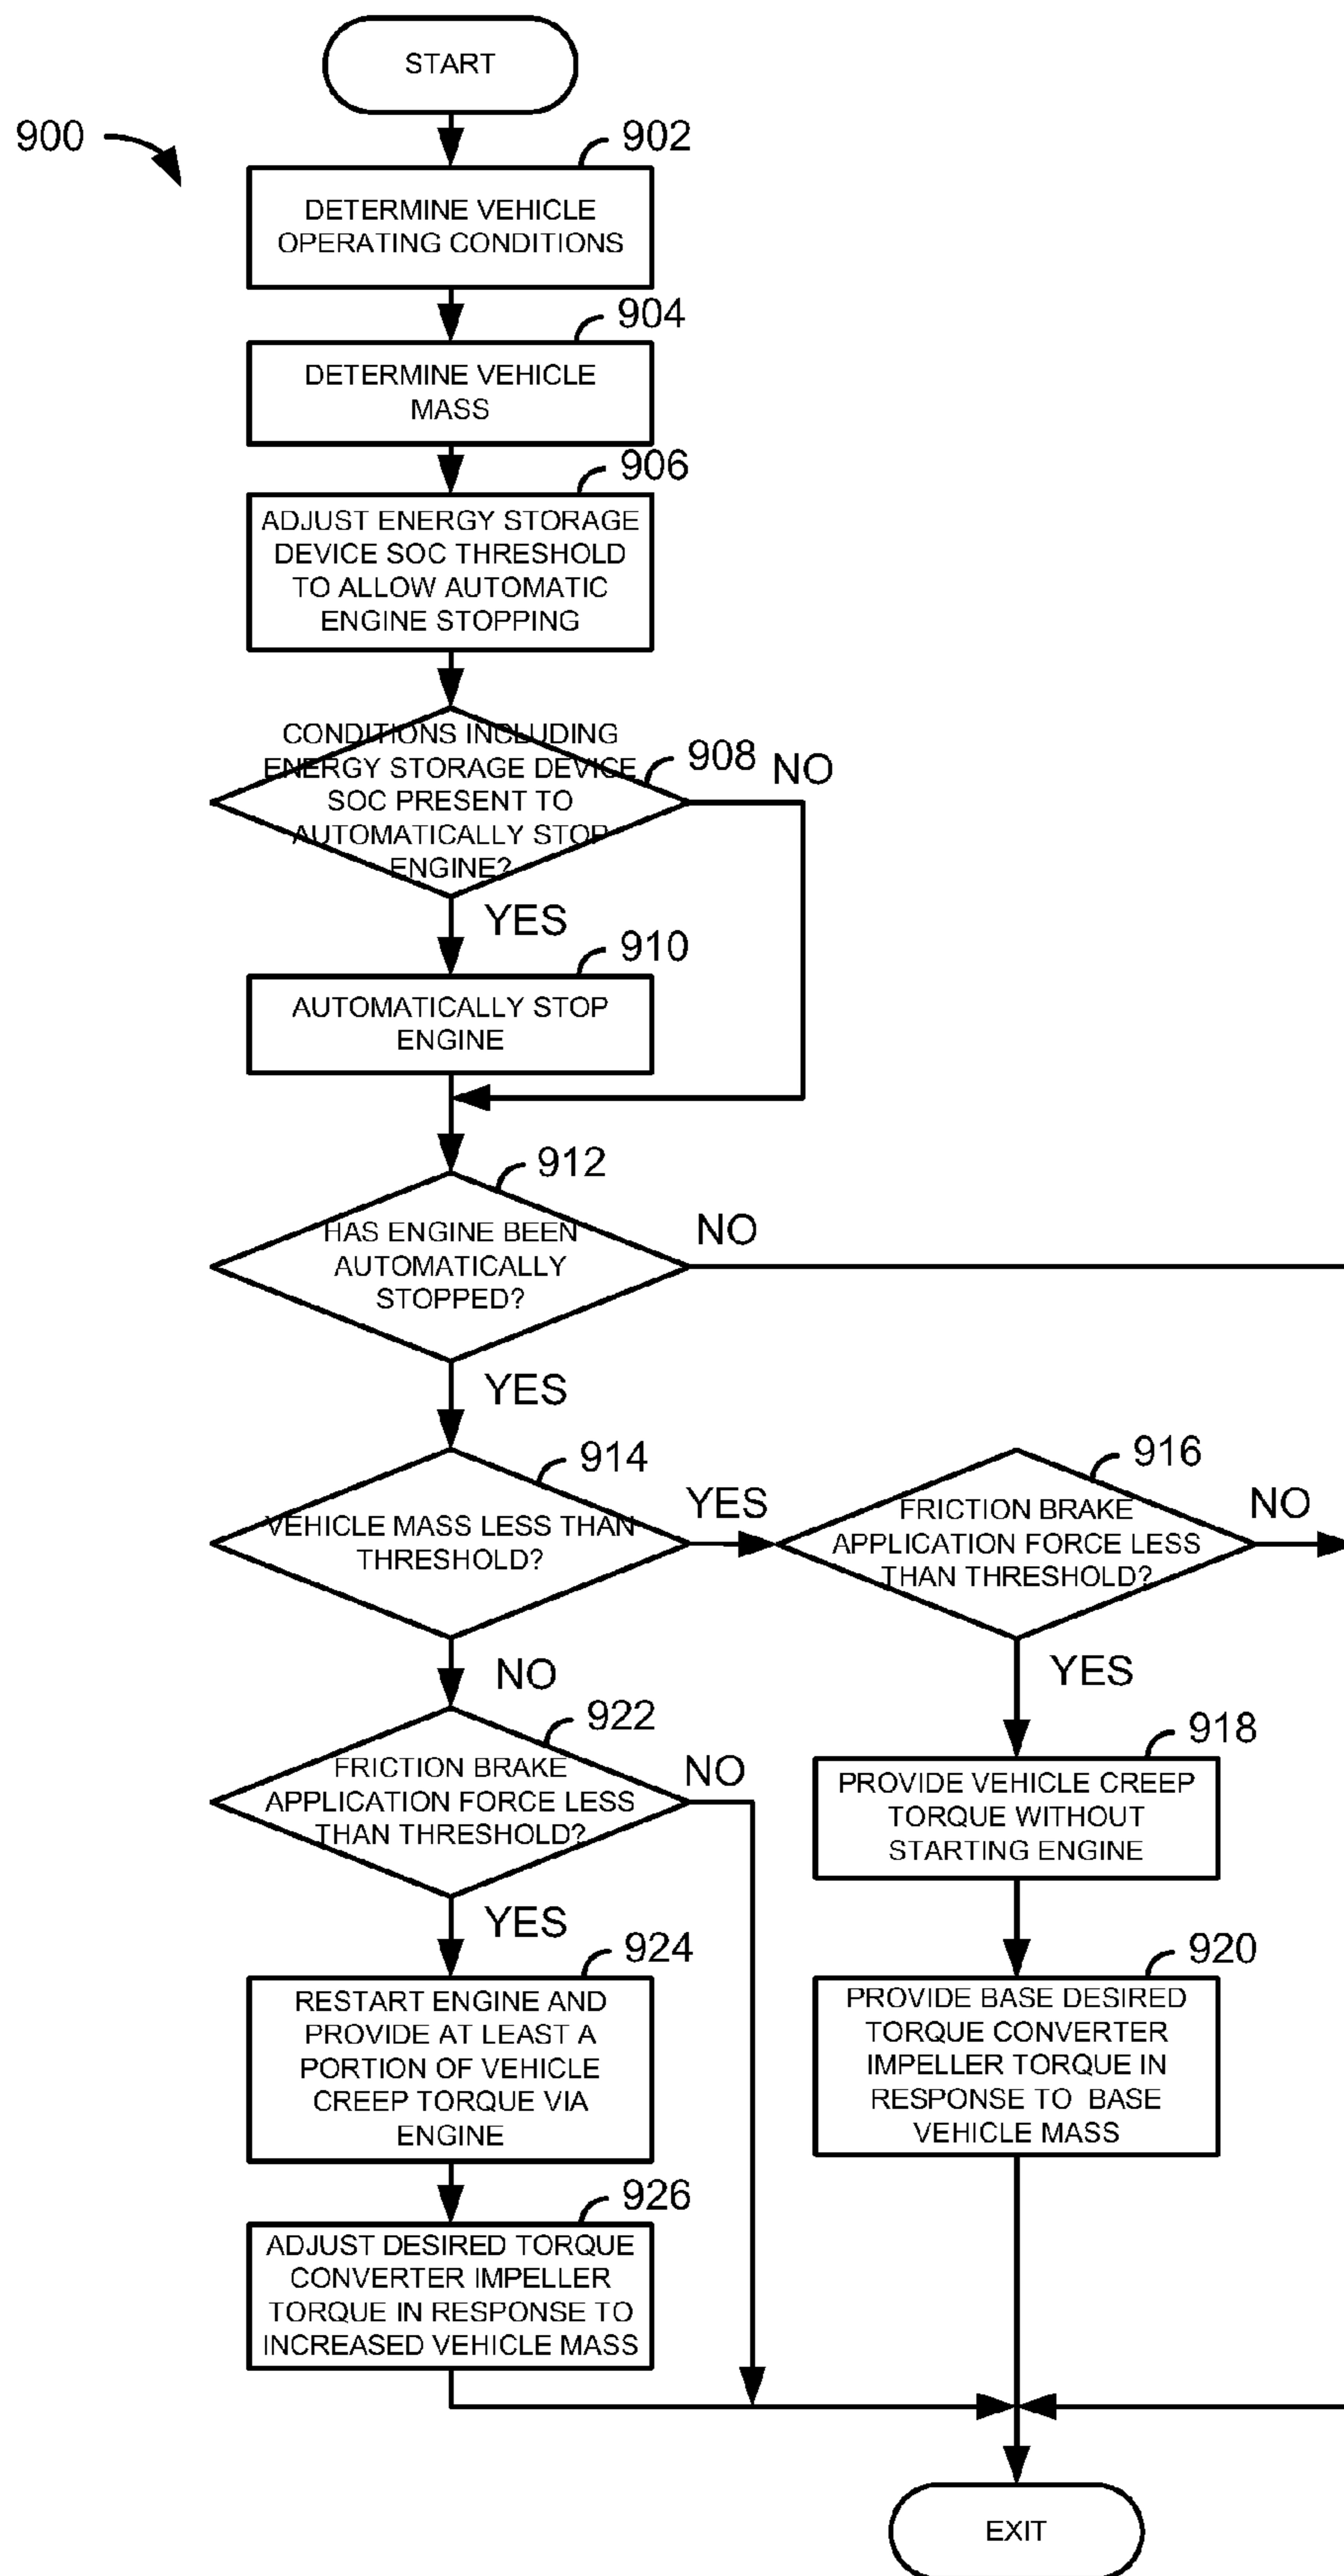 START
900
902
DETERMINE VEHICLE
OPERATING CONDITIONS
904
DETERMINE VEHICLE
MASS
906
ADJUST ENERGY STORAGE
DEVICE SOC THRESHOLD
TO ALLOW AUTOMATIC
ENGINE STOPPING
CONDITIONS INCLUDING
ENERGY STORAGE DEVICE
SOC PRESENT TO
AUTOMATICALLY STOP
ENGINE?
908
NO
YES
910
AUTOMATICALLY STOP
ENGINE
912
HAS ENGINE BEEN
AUTOMATICALLY
STOPPED?
NO
YES
914
VEHICLE MASS LESS THAN
THRESHOLD?
YES
916
FRICTION BRAKE
APPLICATION FORCE LESS
THAN THRESHOLD?
NO
NO
YES
922
FRICTION BRAKE
APPLICATION FORCE LESS
THAN THRESHOLD?
NO
918
PROVIDE VEHICLE CREEP
TORQUE WITHOUT
STARTING ENGINE
YES
924
RESTART ENGINE AND
PROVIDE AT LEAST A
PORTION OF VEHICLE
CREEP TORQUE VIA
ENGINE
920
PROVIDE BASE DESIRED
TORQUE CONVERTER
IMPELLER TORQUE IN
RESPONSE TO BASE
VEHICLE MASS
926
ADJUST DESIRED TORQUE
CONVERTER IMPELLER
TORQUE IN RESPONSE TO
INCREASED VEHICLE MASS
EXIT